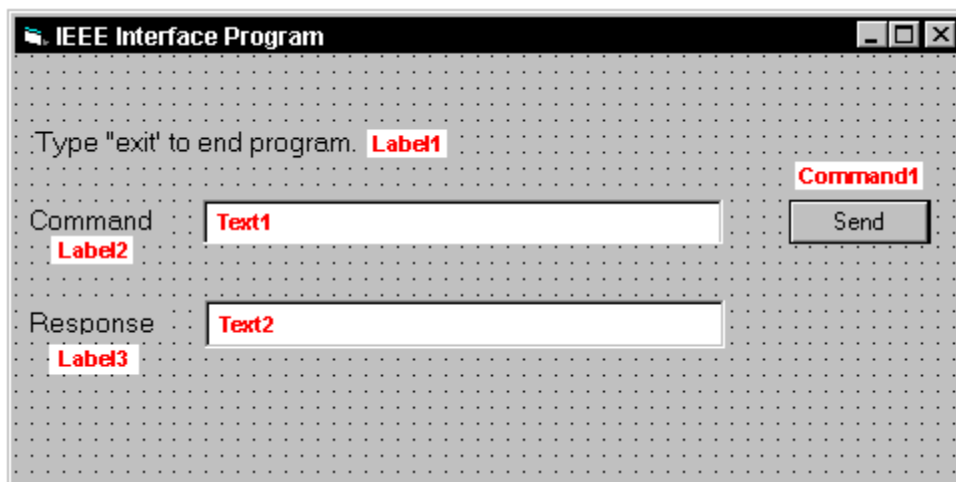 IEEE Interface Program
Type "exit' to end program. Label1
Command1
Command Text1 Send
Label2
Response Text2
Label3